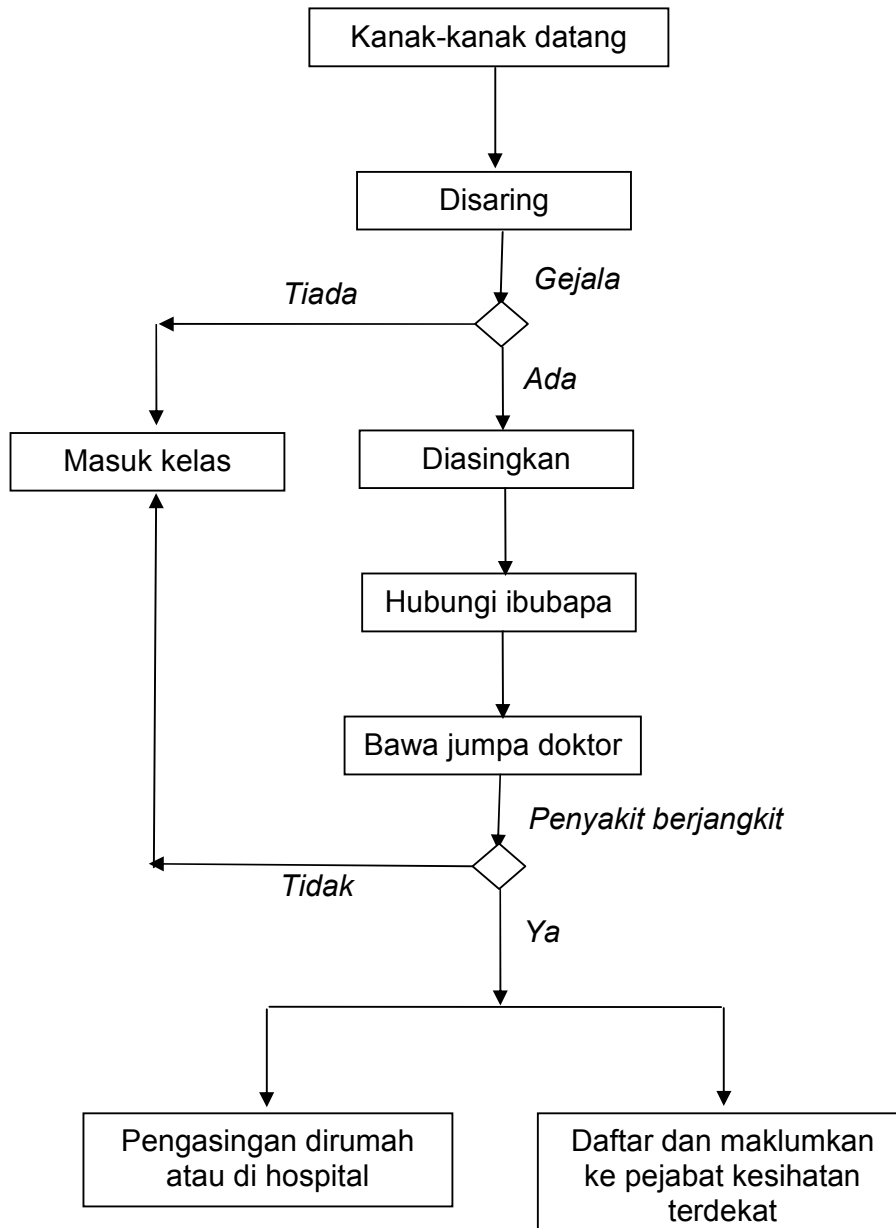 Kanak-kanak datang
Disaring
Gejala
Tiada
Ada
Masuk kelas
Diasingkan
Hubungi ibubapa
Bawa jumpa doktor
Penyakit berjangkit
Tidak
Ya
Pengasingan dirumah
atau di hospital
Daftar dan maklumkan
ke pejabat kesihatan
terdekat